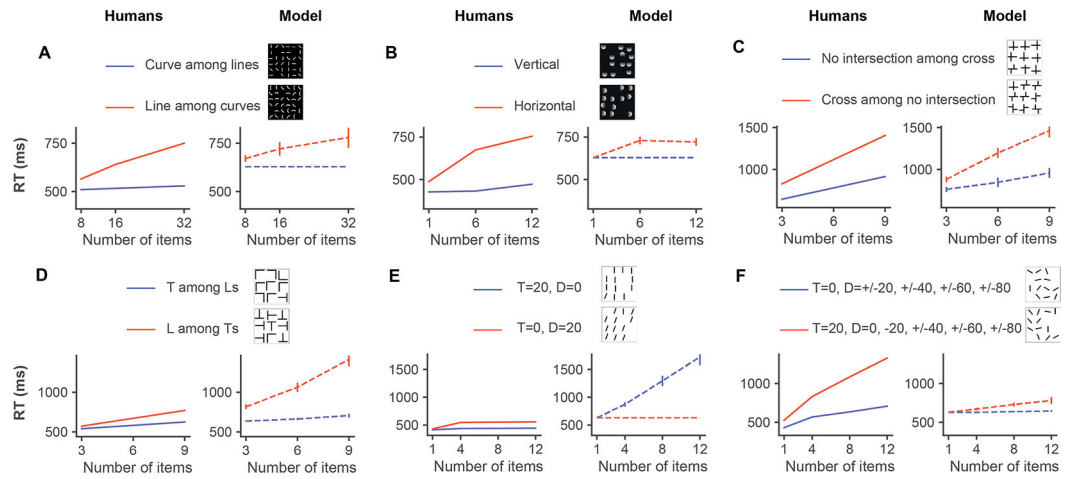 Humans Model Humans Model Humans Model
A
Curve among lines
Line among curves
RT (ms)
750
500
8 16 32
Number of items
750
500
8 16 32
Number of items
B
Vertical
Horizontal
750
500
1 6 12
Number of items
750
500
1 6 12
Number of items
C
No intersection among cross
Cross among no intersection
1500
1000
3 6 9
Number of items
1500
1000
3 6 9
Number of items
D
T among Ls
L among Ts
RT (ms)
1000
500
3 6 9
Number of items
1000
500
3 6 9
Number of items
E
T=20, D=0
T=0, D=20
1500
1000
500
1 4 8 12
Number of items
1500
1000
500
1 4 8 12
Number of items
F
T=0, D=+/-20, +/-40, +/-60, +/-80
T=20, D=0, -20, +/-40, +/-60, +/-80
1000
500
1 4 8 12
Number of items
1000
500
1 4 8 12
Number of items